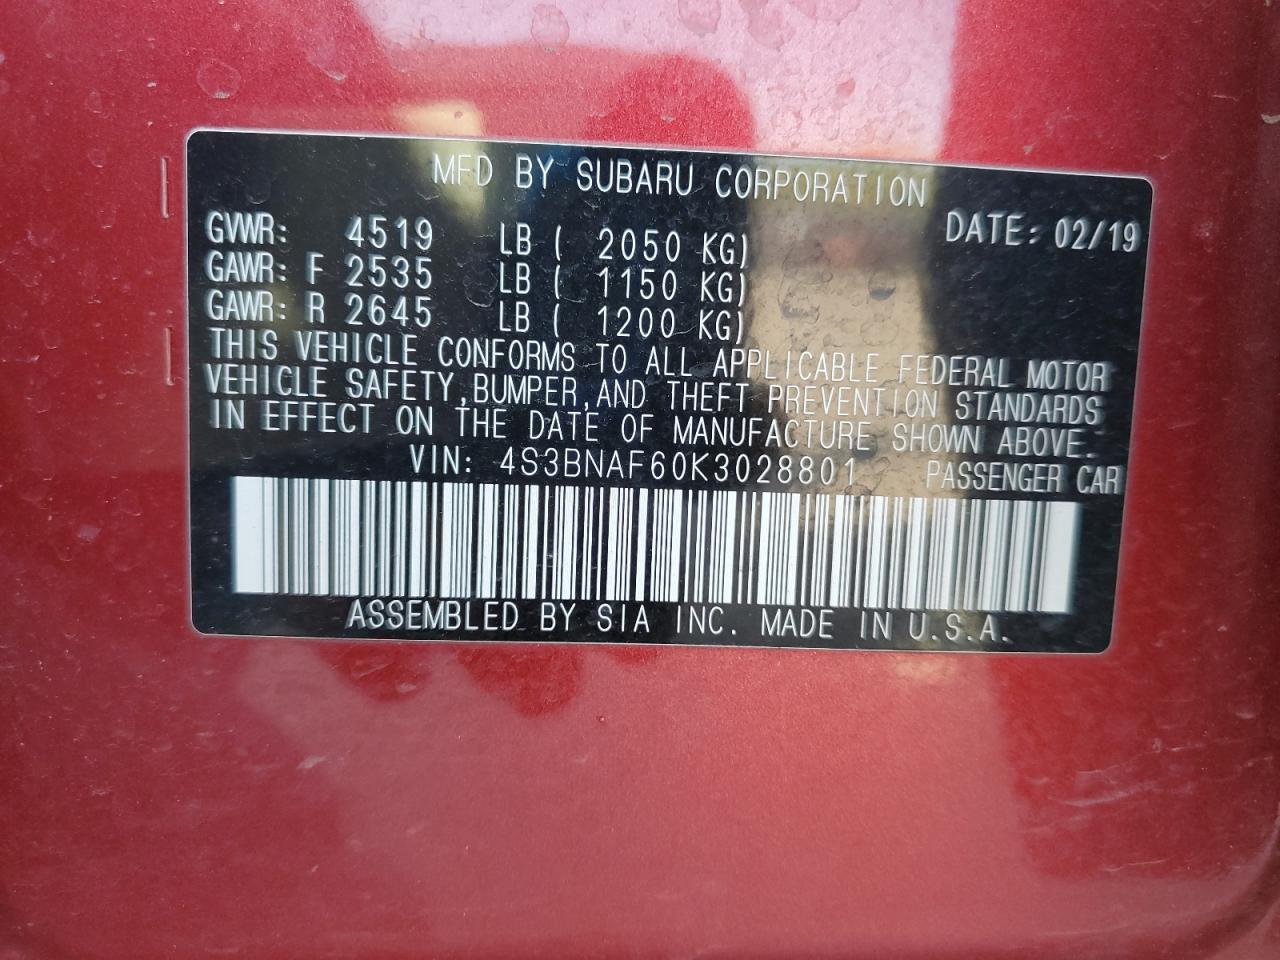 MFD BY SUBARU CORPORATION
DATE: 02/19
GWWR: 4519 LB ( 2050 KG)
GAWR: F 2535 LB ( 1150 KG)
GAWR: R 2645 LB ( 1200 KG)
THIS VEHICLE CONFORMS TO ALL APPLICABLE FEDERAL MOTOR
VEHICLE SAFETY,BUMPER,AND THEFT PREVENTION STANDARDS
IN EFFECT ON THE DATE OF MANUFACTURE SHOWN ABOVE.
VIN: 4S3BNAF60K3028801 PASSENGER CAR
ASSEMBLED BY SIA INC. MADE IN U.S.A.